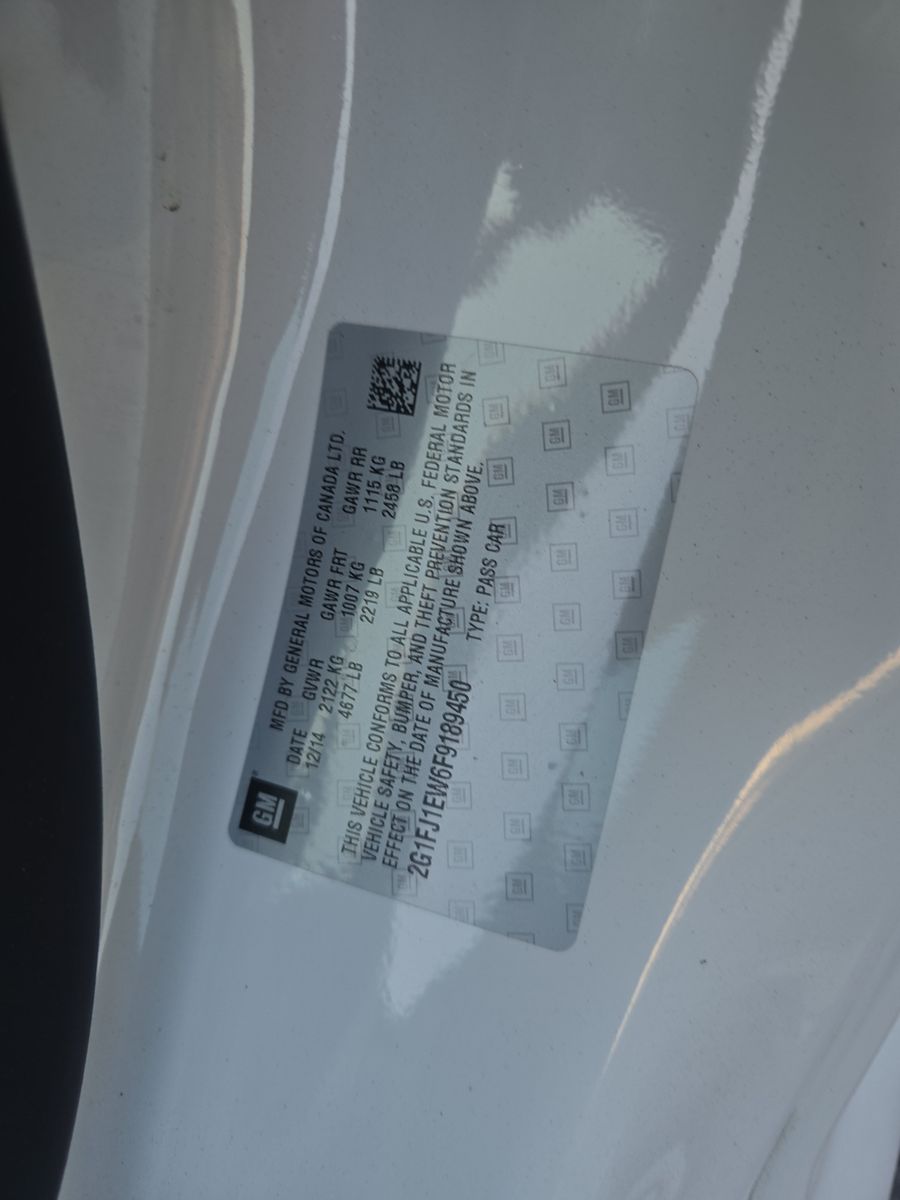 GM
MFD BY GENERAL MOTORS OF CANADA LTD.
DATE GVWR GAWR FRT GAWR RR
12/14 2122 KG 1007 KG 1115 KG
4677 LB 2219 LB 2458 LB
THIS VEHICLE CONFORMS TO ALL APPLICABLE U.S. FEDERAL MOTOR
VEHICLE SAFETY, BUMPER, AND THEFT PREVENTION STANDARDS IN
EFFECT ON THE DATE OF MANUFACTURE SHOWN ABOVE.
2G1FJ1EW6F9189450 TYPE: PASS CAR